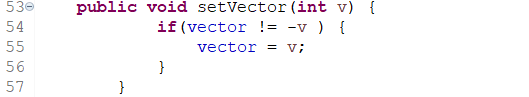 53 public void setVector(int v) {
54 if(vector != -v ) {
55 vector = v;
56 }
57 }